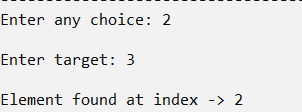 Enter any choice: 2
Enter target: 3
Element found at index -> 2